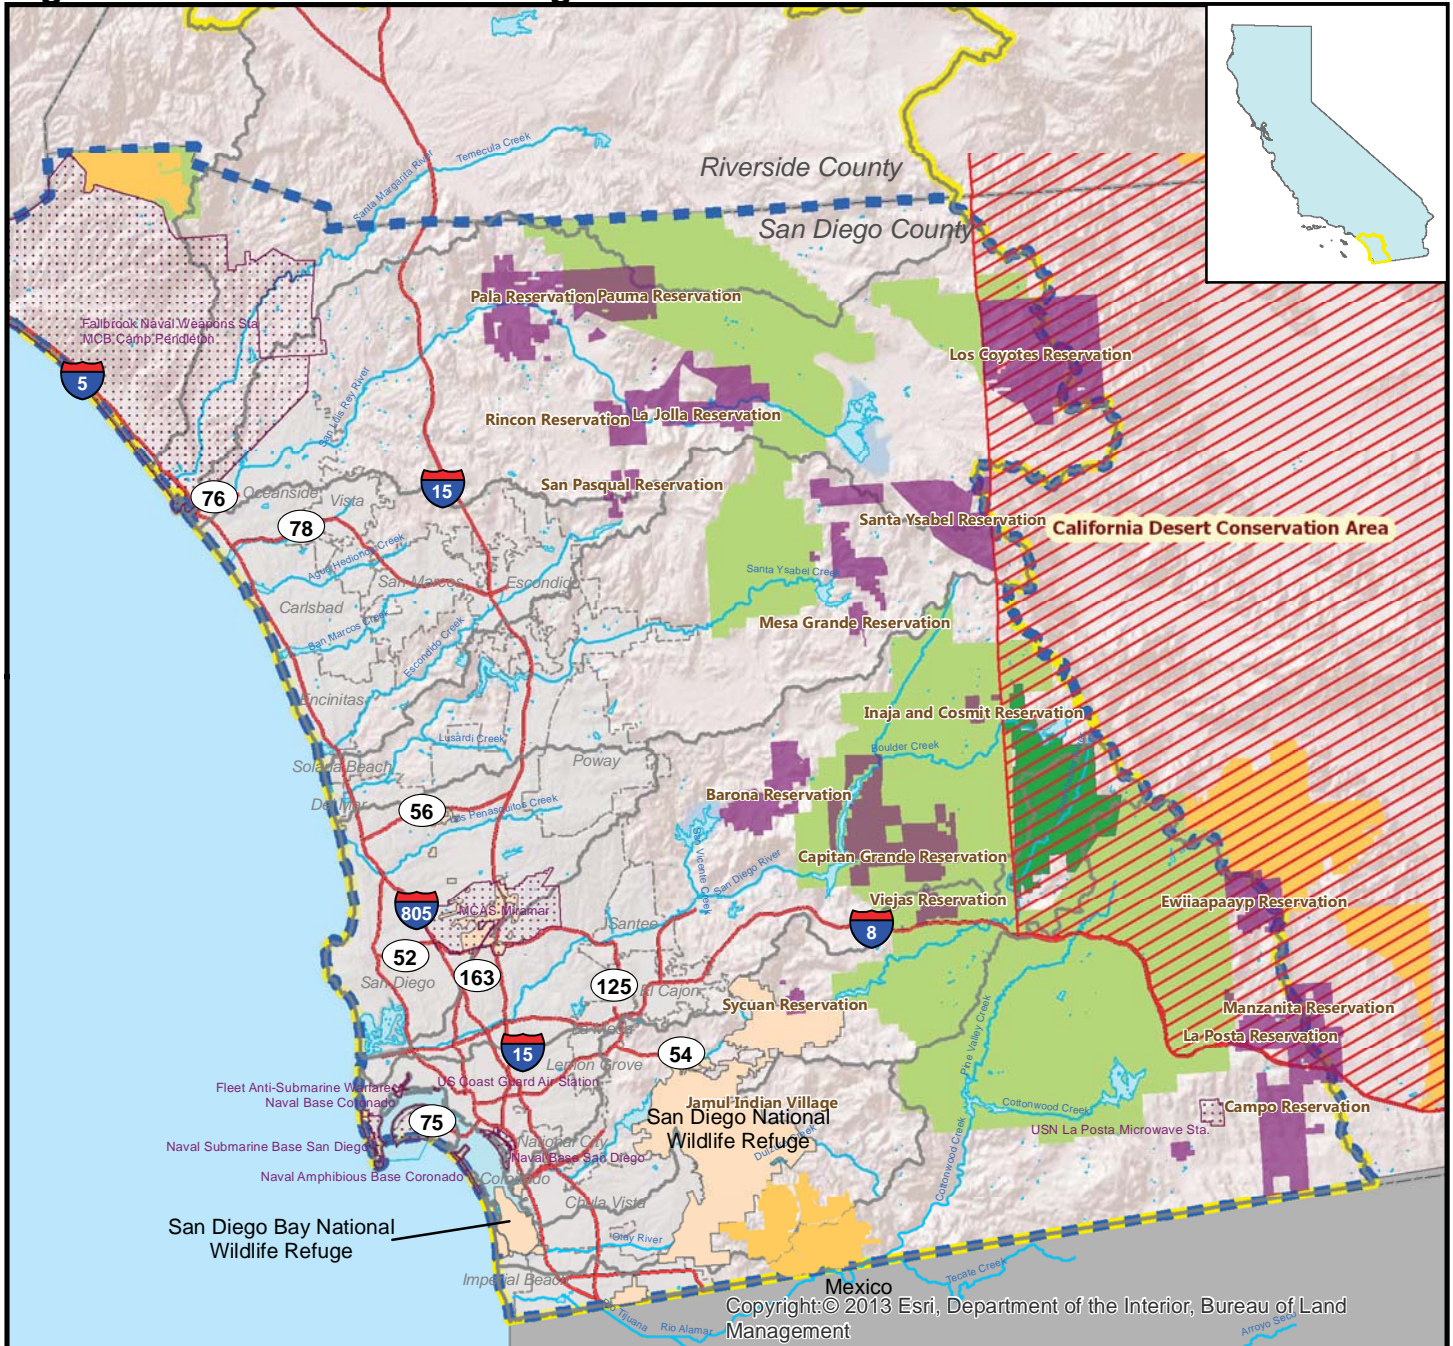 Temecula Creek
Santa Margarita River
Riverside County
San Diego County
Pala Reservation
Pauma Reservation
Fallbrook Naval Weapons Sta
MCB Camp Pendleton
Los Coyotes Reservation
5
San Luis Rey River
Rincon Reservation
La Jolla Reservation
15
San Pasqual Reservation
76
Oceanside
Vista
78
Santa Ysabel Reservation
California Desert Conservation Area
Agua Hedionda Creek
San Marcos
Escondido
Santa Ysabel Creek
Carlsbad
San Marcos Creek
Escondido Creek
Mesa Grande Reservation
Encinitas
Inaja and Cosmit Reservation
Lusardi Creek
Boulder Creek
Solana Beach
Poway
Del Mar
Barona Reservation
56
Los Penasquitos Creek
San Vicente Creek
San Diego River
Capitan Grande Reservation
805
MCAS Miramar
Viejas Reservation
Ewiiaapaayp Reservation
Santee
8
52
163
San Diego
125
El Cajon
Sycuan Reservation
Manzanita Reservation
La Mesa
La Posta Reservation
15
54
Lemon Grove
Pine Valley Creek
Fleet Anti-Submarine Warfare
US Coast Guard Air Station
Naval Base Coronado
75
Jamul Indian Village
San Diego National
Wildlife Refuge
Cottonwood Creek
Campo Reservation
USN La Posta Microwave Sta.
Naval Submarine Base San Diego
National City
Naval Base San Diego
Dulzura Creek
Naval Amphibious Base Coronado
Coronado
Cottonwood Creek
Chula Vista
San Diego Bay National
Wildlife Refuge
Otay River
Imperial Beach
Tecate Creek
Mexico
Copyright:© 2013 Esri, Department of the Interior, Bureau of Land
Management
Rio Tijuana
Rio Alamar
Arroyo Seco